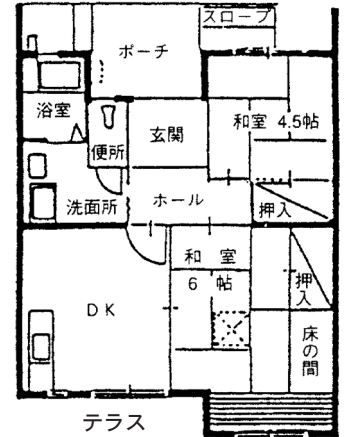 スロープ
ポーチ
浴室
便所
玄関
和室 4.5帖
洗面所
ホール
押入
和室
6帖
押入
DK
床の間
テラス